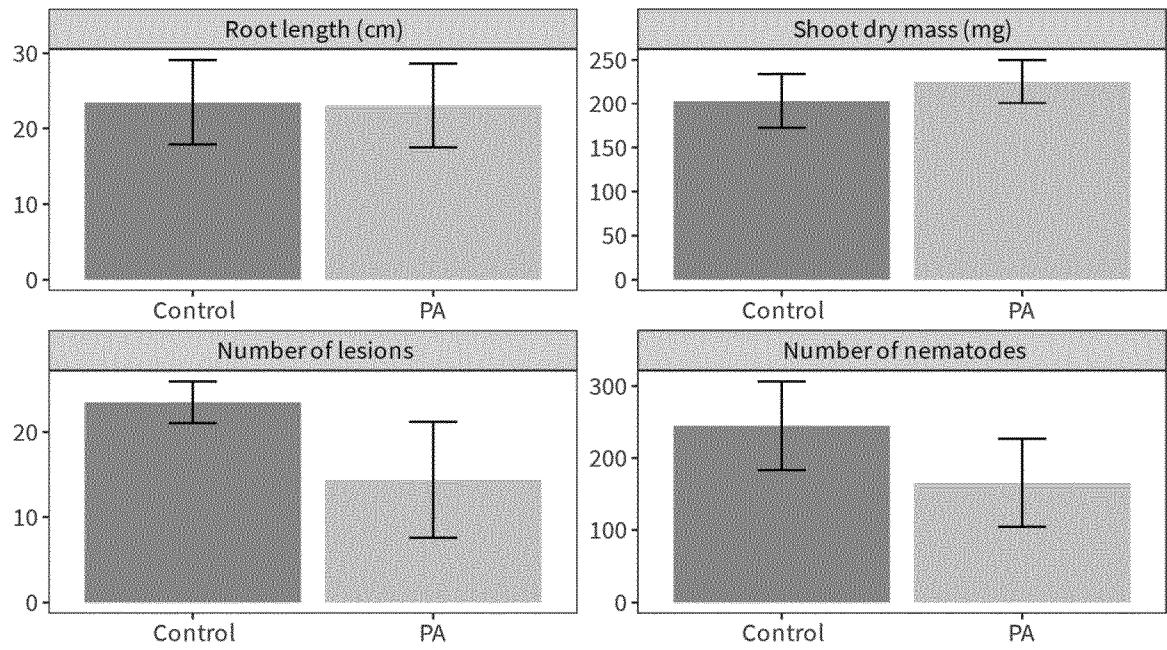 Root length (cm)
30
20
10
0
Control PA
Shoot dry mass (mg)
250
200
150
100
50
0
Control PA
Number of lesions
20
10
0
Control PA
Number of nematodes
300
200
100
0
Control PA